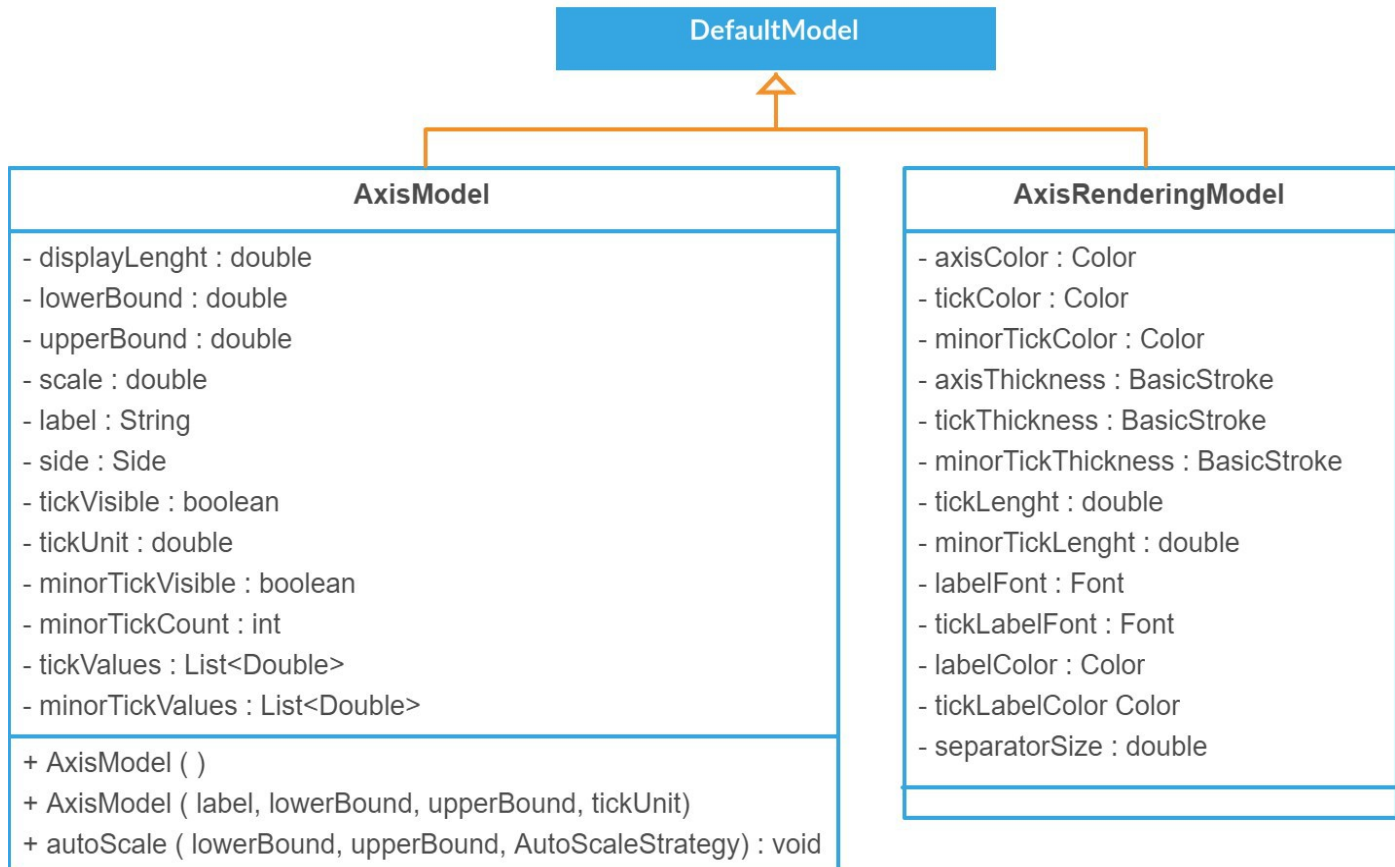 DefaultModel
AxisModel
- displayLenght : double
- lowerBound : double
- upperBound : double
- scale : double
- label : String
- side : Side
- tickVisible : boolean
- tickUnit : double
- minorTickVisible : boolean
- minorTickCount : int
- tickValues : List<Double>
- minorTickValues : List<Double>
+ AxisModel ( )
+ AxisModel ( label, lowerBound, upperBound, tickUnit)
+ autoScale ( lowerBound, upperBound, AutoScaleStrategy) : void
AxisRenderingModel
- axisColor : Color
- tickColor : Color
- minorTickColor : Color
- axisThickness : BasicStroke
- tickThickness : BasicStroke
- minorTickThickness : BasicStroke
- tickLenght : double
- minorTickLenght : double
- labelFont : Font
- tickLabelFont : Font
- labelColor : Color
- tickLabelColor Color
- separatorSize : double